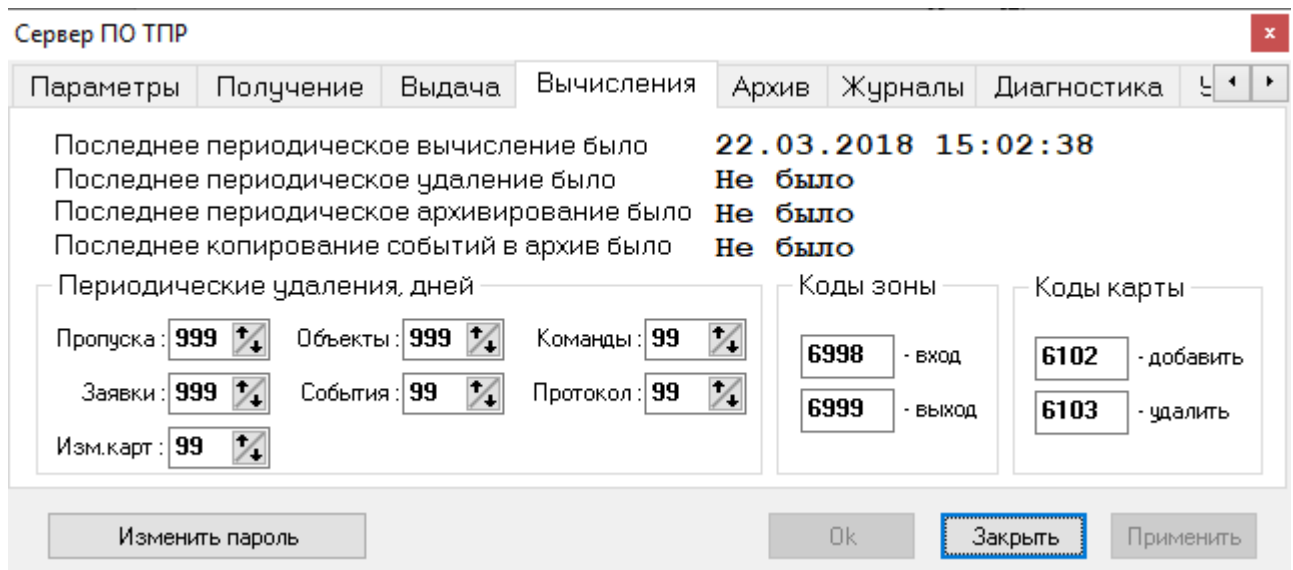 Сервер ПО ТПР x
Параметры Получение Выдача Вычисления Архив Журналы Диагностика
Последнее периодическое вычисление было 22.03.2018 15:02:38
Последнее периодическое удаление было Не было
Последнее периодическое архивирование было Не было
Последнее копирование событий в архив было Не было
Периодические удаления, дней Коды зоны Коды карты
Пропуска : 999 Объекты : 999 Команды : 99 6998 - вход 6102 - добавить
Заявки : 999 События : 99 Протокол : 99 6999 - выход 6103 - удалить
Изм.карт : 99
Изменить пароль Ok Закрыть Применить